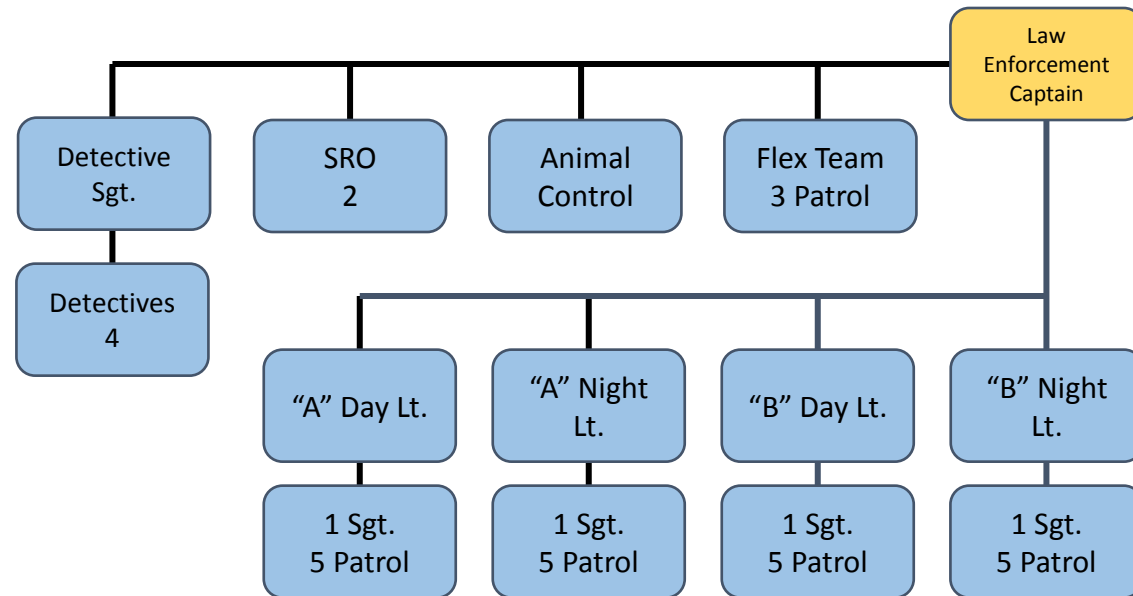 Law
Enforcement
Captain
Detective
Sgt.
SRO
2
Animal
Control
Flex Team
3 Patrol
Detectives
4
“A” Day Lt.
“A” Night
Lt.
“B” Day Lt.
“B” Night
Lt.
1 Sgt.
5 Patrol
1 Sgt.
5 Patrol
1 Sgt.
5 Patrol
1 Sgt.
5 Patrol